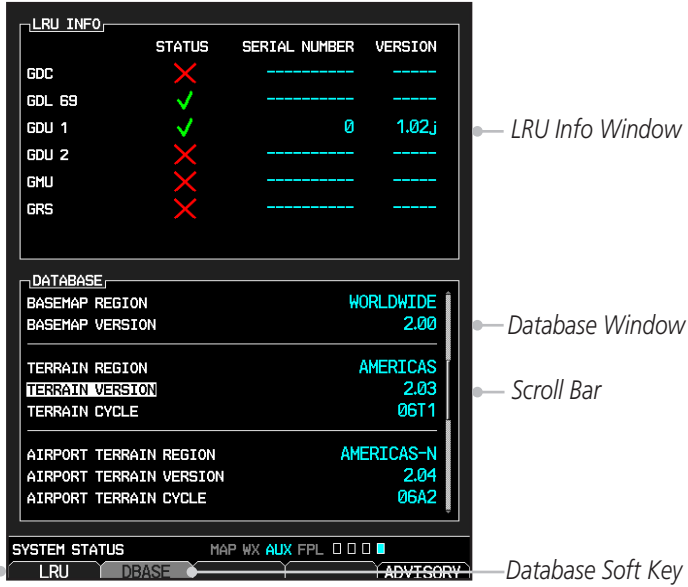 LRU INFO
STATUS SERIAL NUMBER VERSION
GDC ---------- -----
GDL 69 ---------- -----
GDU 1 0 1.02j
GDU 2 ---------- -----
GMU ---------- -----
GRS ---------- -----
LRU Info Window
DATABASE
BASEMAP REGION WORLDWIDE
BASEMAP VERSION 2.00
Database Window
TERRAIN REGION AMERICAS
TERRAIN VERSION 2.03
Scroll Bar
TERRAIN CYCLE 06T1
AIRPORT TERRAIN REGION AMERICAS-N
AIRPORT TERRAIN VERSION 2.04
AIRPORT TERRAIN CYCLE 06A2
SYSTEM STATUS MAP WX AUX FPL
LRU DBASE ADVISORY
Database Soft Key